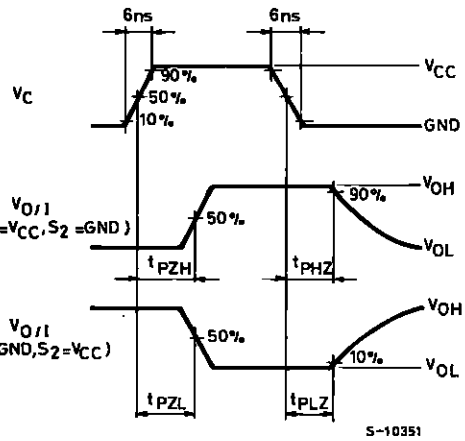 6ns 6ns
90%
50%
10%
VC
VCC
GND
VO/I
=VCC, S2 =GND)
50%
90%
VOH
VOL
tPZH
tPHZ
VO/I
GND, S2=VCC)
50%
10%
VOH
VOL
tPZL
tPLZ
S-10351